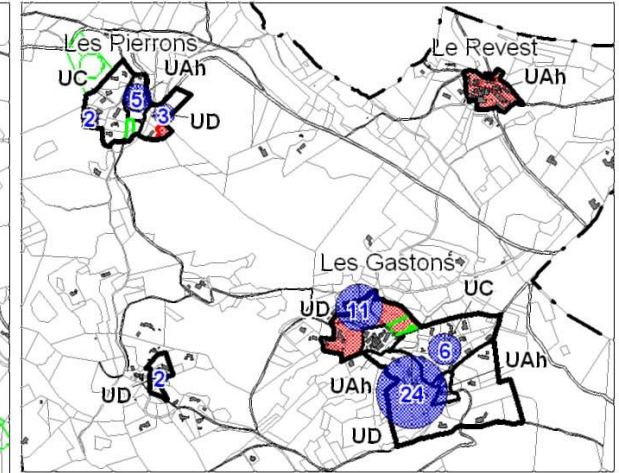 Les Pierrons
Le Revest
UC
UAh
UAh
5
2
3
UD
Les Gastons
UC
UD
11
6
UAh
2
UAh
24
UD
UD